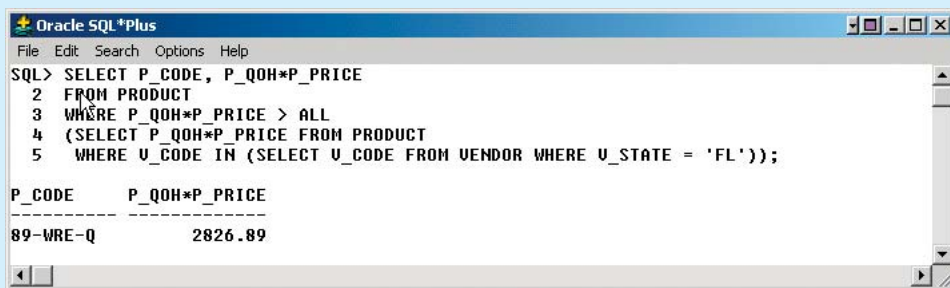 Oracle SQL*Plus
File Edit Search Options Help
SQL> SELECT P_CODE, P_QOH*P_PRICE
2 FROM PRODUCT
3 WHERE P_QOH*P_PRICE > ALL
4 (SELECT P_QOH*P_PRICE FROM PRODUCT
5 WHERE V_CODE IN (SELECT V_CODE FROM VENDOR WHERE V_STATE = 'FL'));
P_CODE P_QOH*P_PRICE
---------- -------------
89-WRE-Q 2826.89